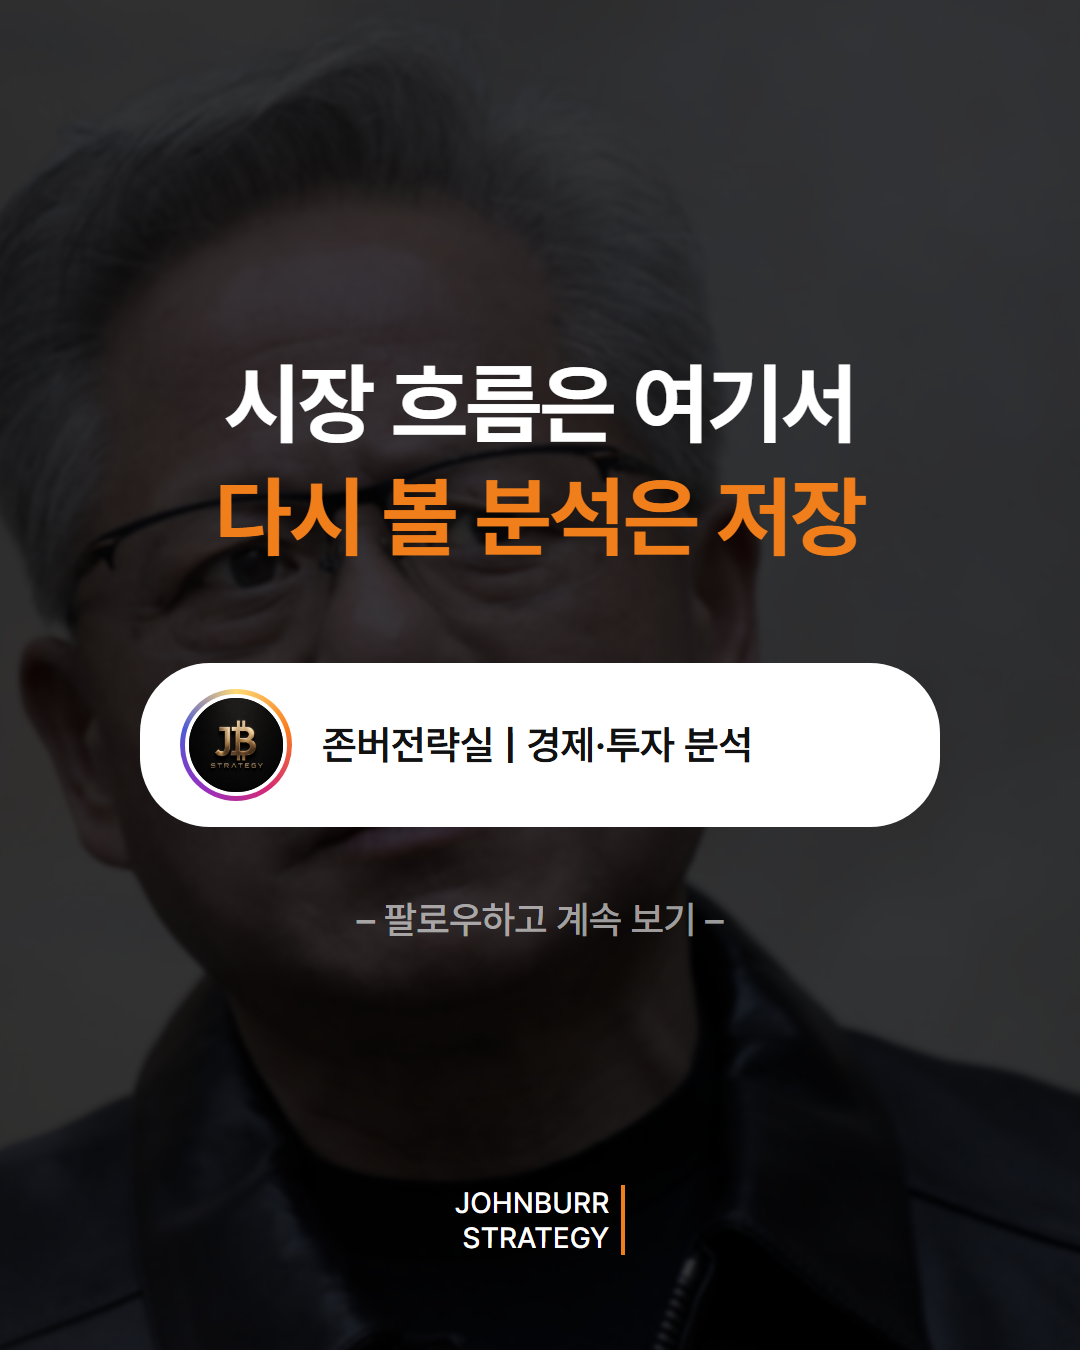 시장 흐름은 여기서
다시 볼 분석은 저장
JB
STRATEGY
존버전략실 | 경제·투자 분석
– 팔로우하고 계속 보기 –
JOHNBURR
STRATEGY